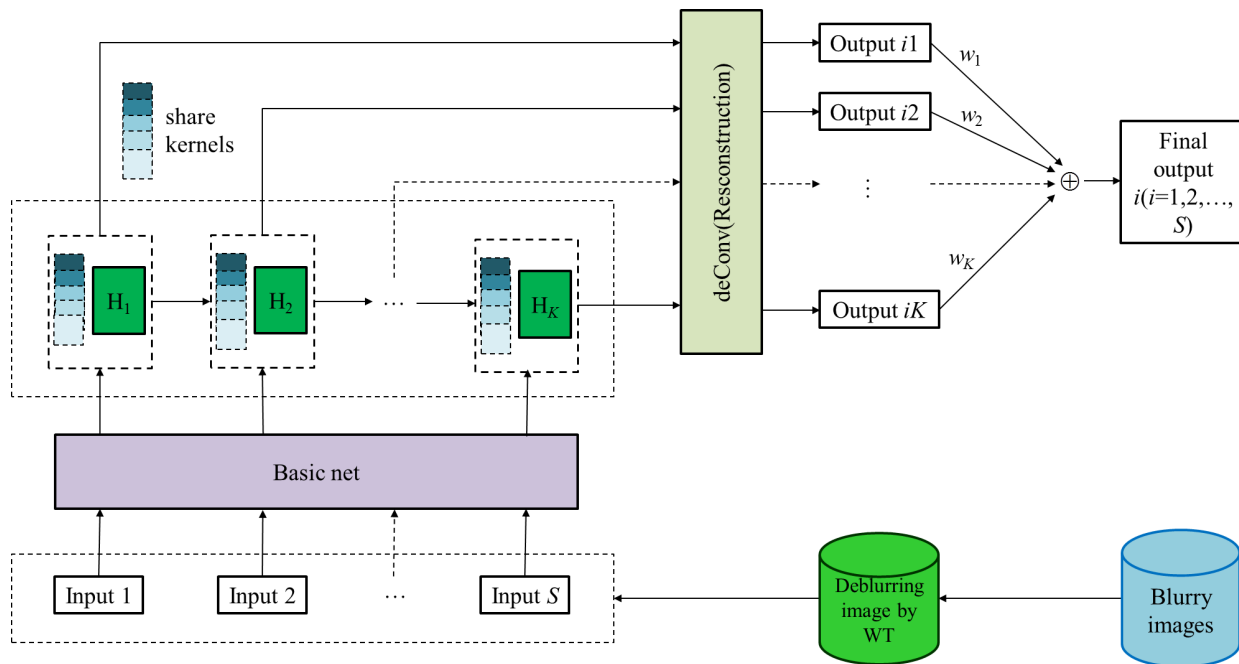 share
kernels
H1
H2
…
HK
deConv(Resconstruction)
Output i1
Output i2
⋮
Output iK
w1
w2
wK
⊕
Final
output
i(i=1,2,…,
S)
Basic net
Input 1
Input 2
…
Input S
Deblurring
image by
WT
Blurry
images